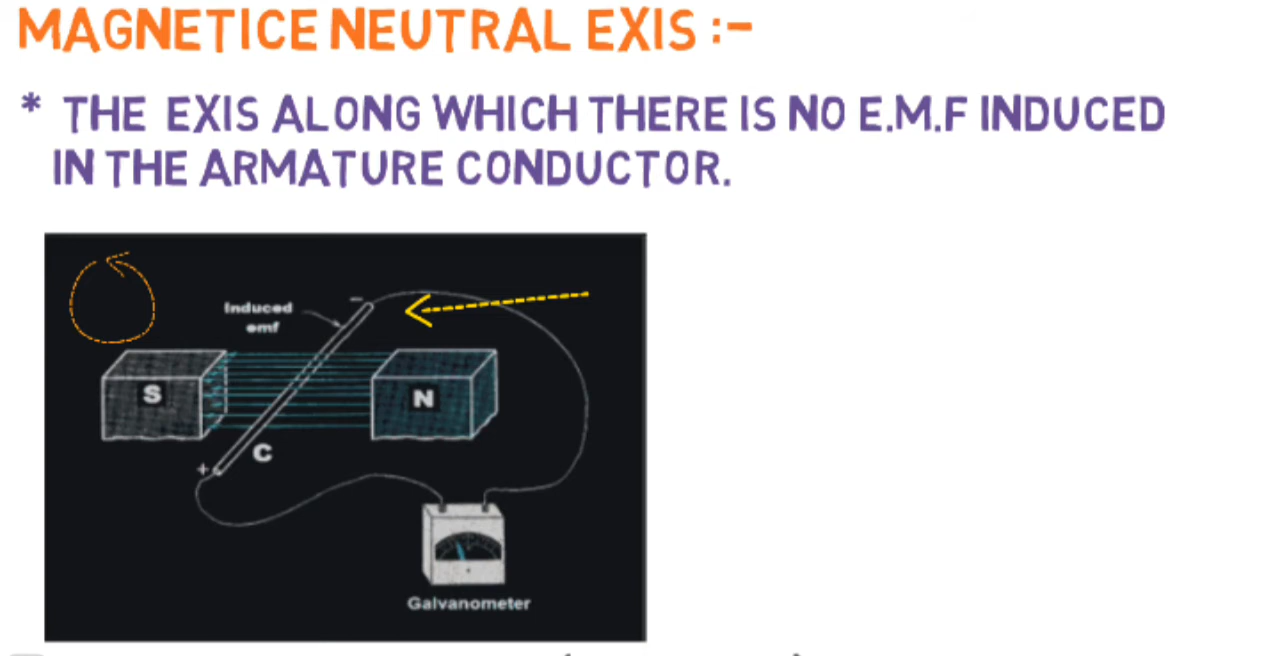 MAGNETICE NEUTRAL EXIS :-
* THE EXIS ALONG WHICH THERE IS NO E.M.F INDUCED
IN THE ARMATURE CONDUCTOR.
Induced
emf
-
S
N
C
+
Galvanometer